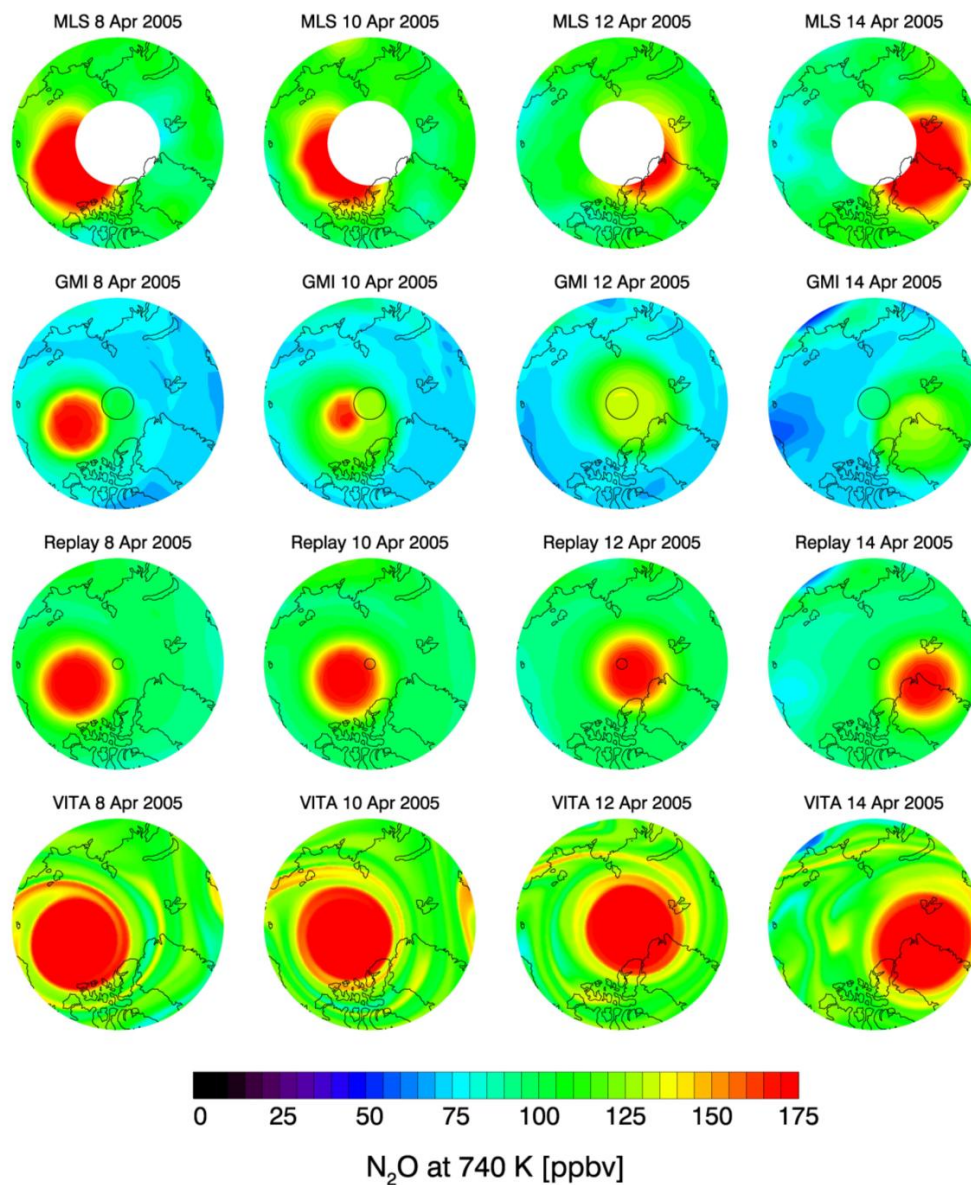 MLS 8 Apr 2005 MLS 10 Apr 2005 MLS 12 Apr 2005 MLS 14 Apr 2005
GMI 8 Apr 2005 GMI 10 Apr 2005 GMI 12 Apr 2005 GMI 14 Apr 2005
Replay 8 Apr 2005 Replay 10 Apr 2005 Replay 12 Apr 2005 Replay 14 Apr 2005
VITA 8 Apr 2005 VITA 10 Apr 2005 VITA 12 Apr 2005 VITA 14 Apr 2005
0 25 50 75 100 125 150 175
N₂O at 740 K [ppbv]